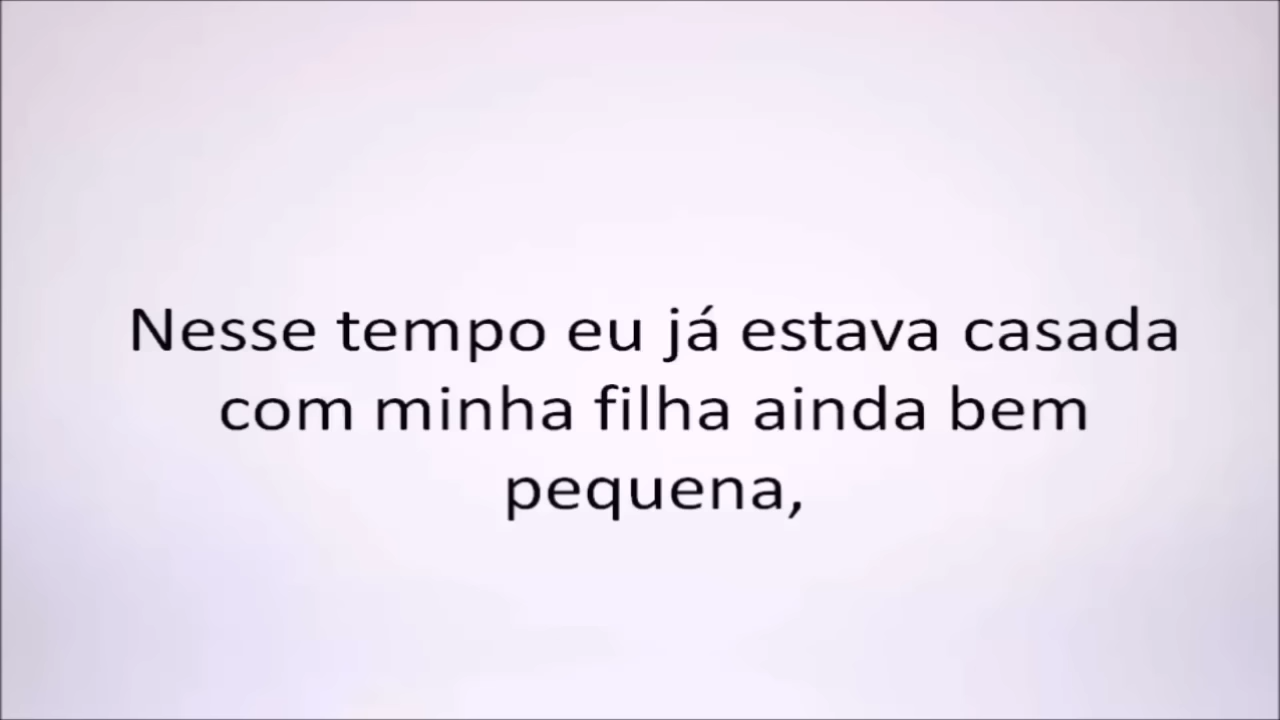 Nesse tempo eu já estava casada
com minha filha ainda bem
pequena,